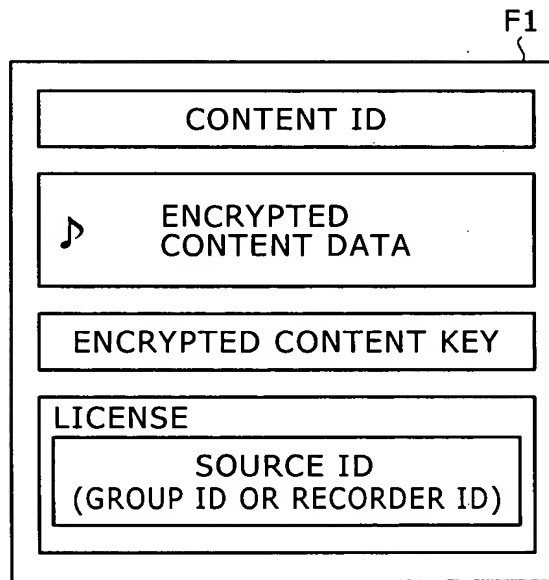 F1
CONTENT ID
ENCRYPTED
CONTENT DATA
ENCRYPTED CONTENT KEY
LICENSE
SOURCE ID
(GROUP ID OR RECORDER ID)